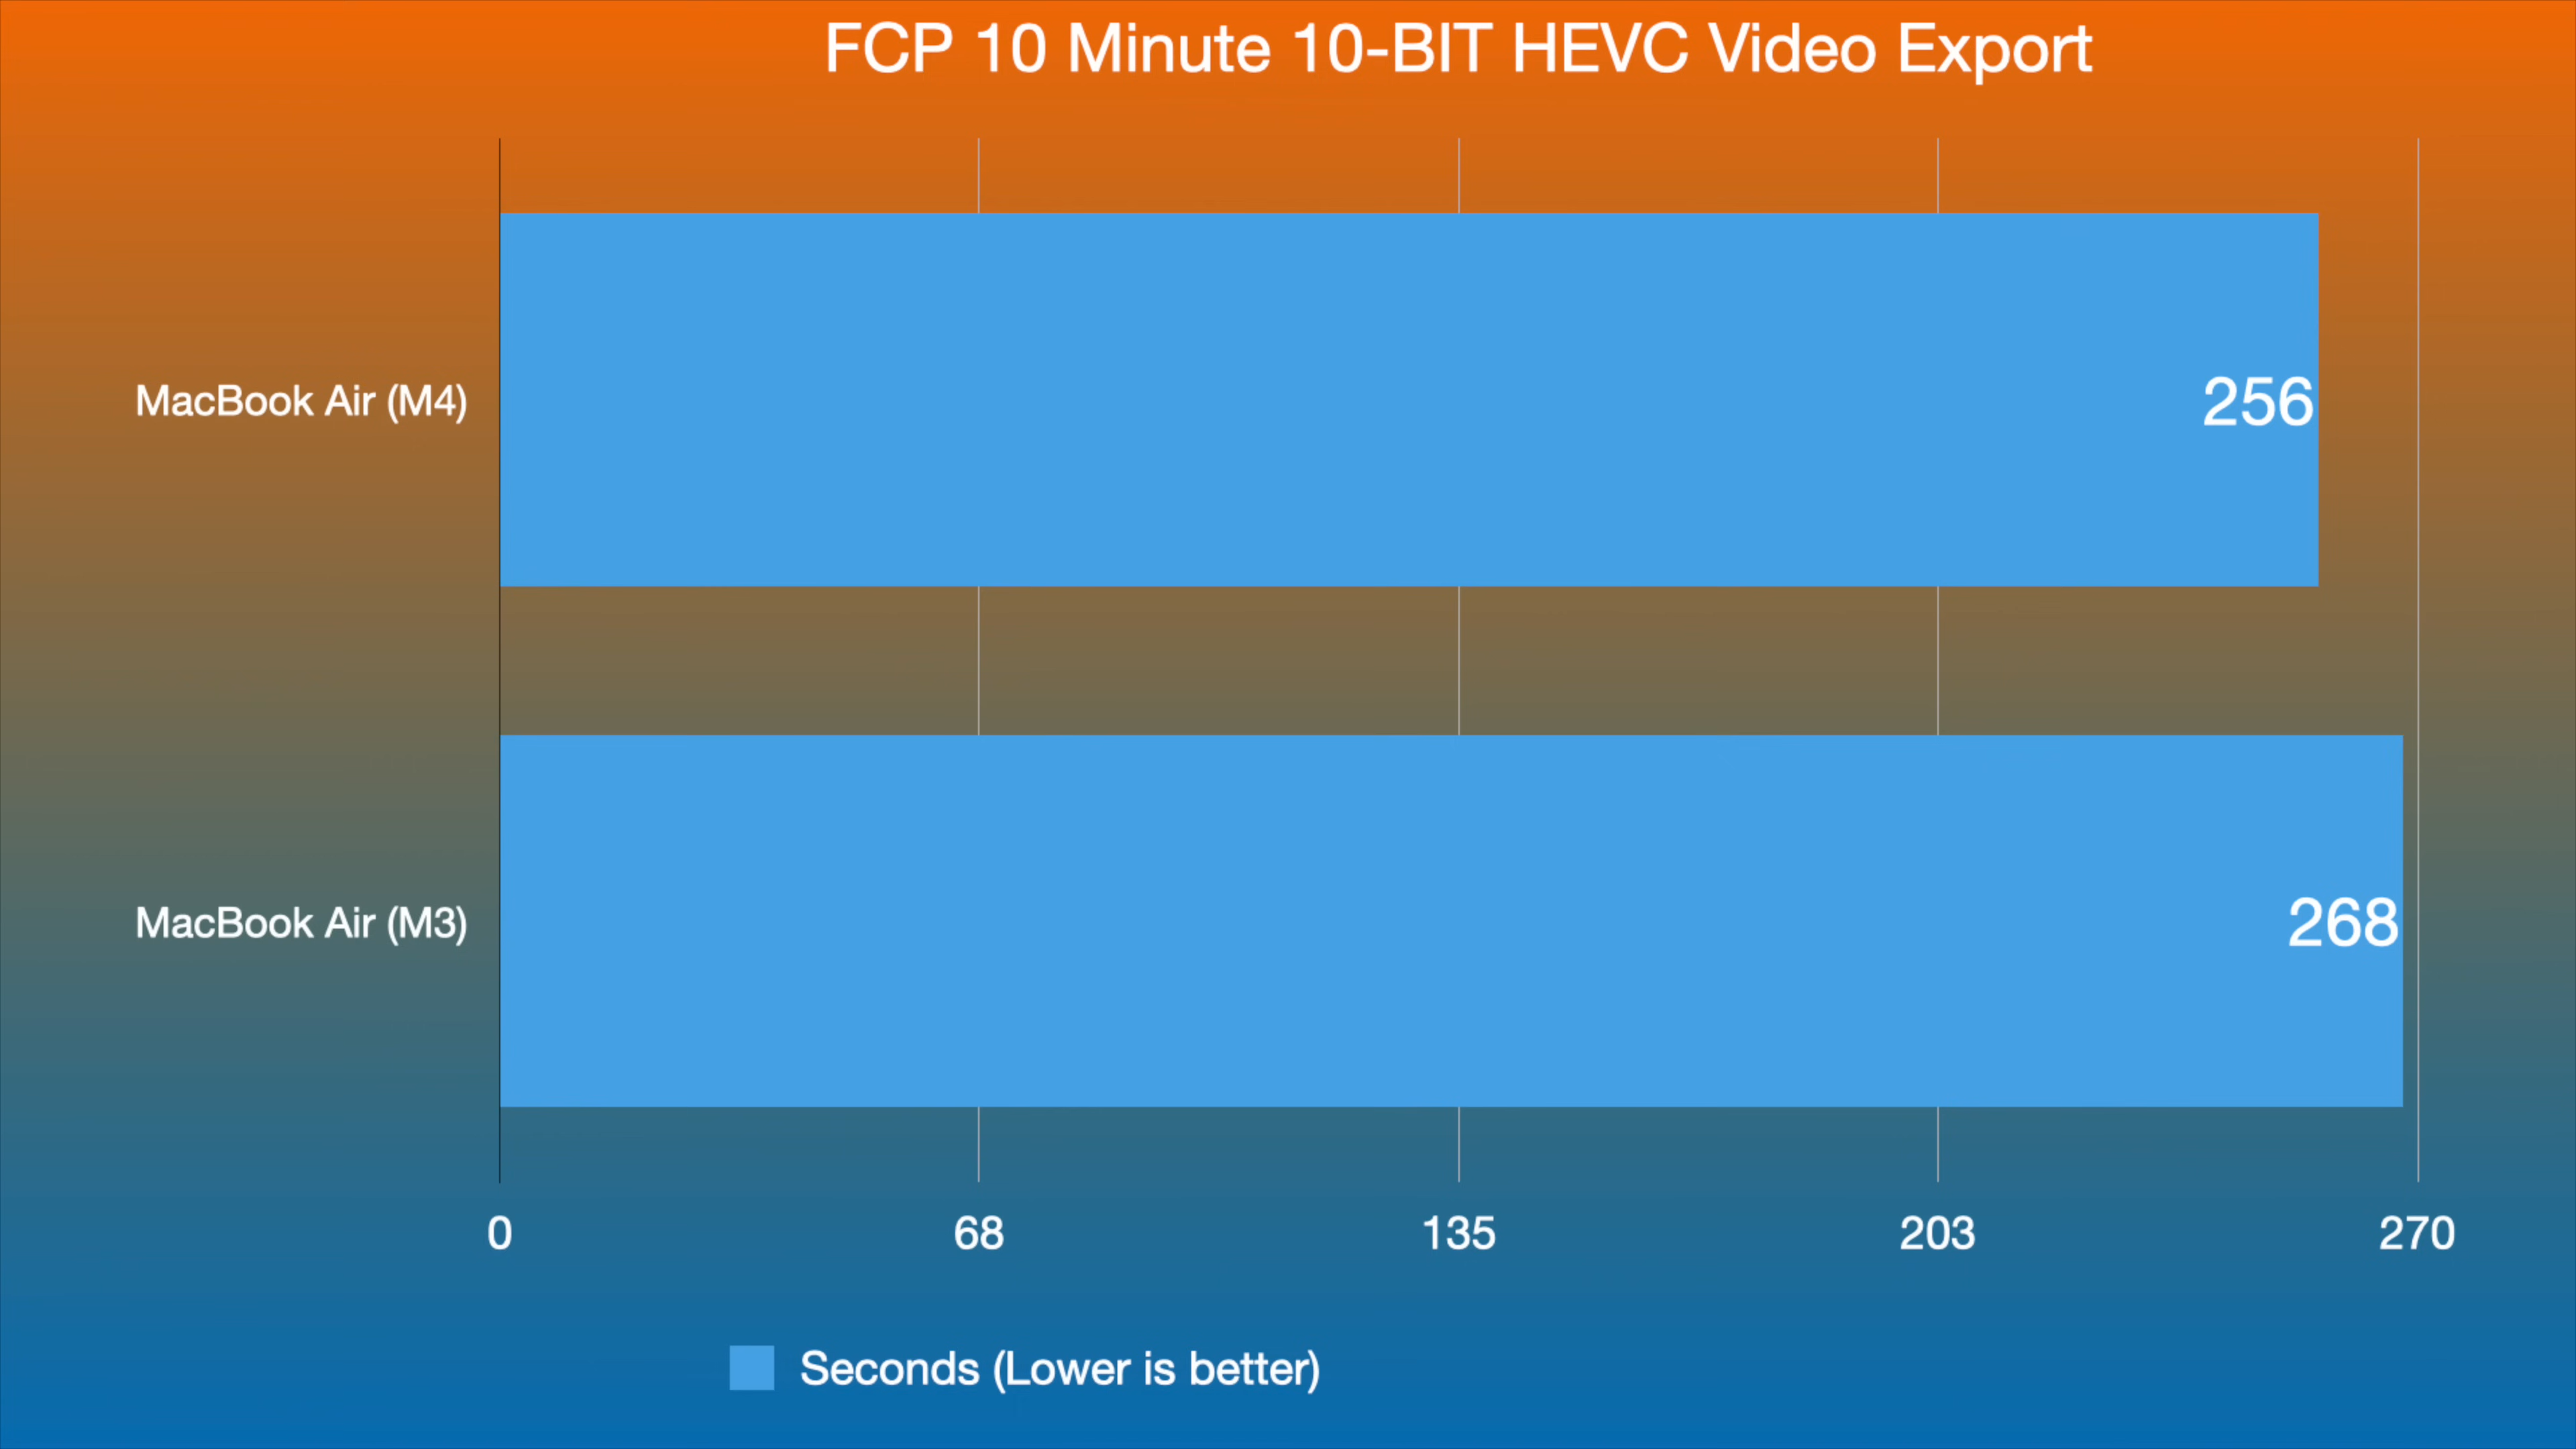 FCP 10 Minute 10-BIT HEVC Video Export
MacBook Air (M4)
256
MacBook Air (M3)
268
0 68 135 203 270
Seconds (Lower is better)